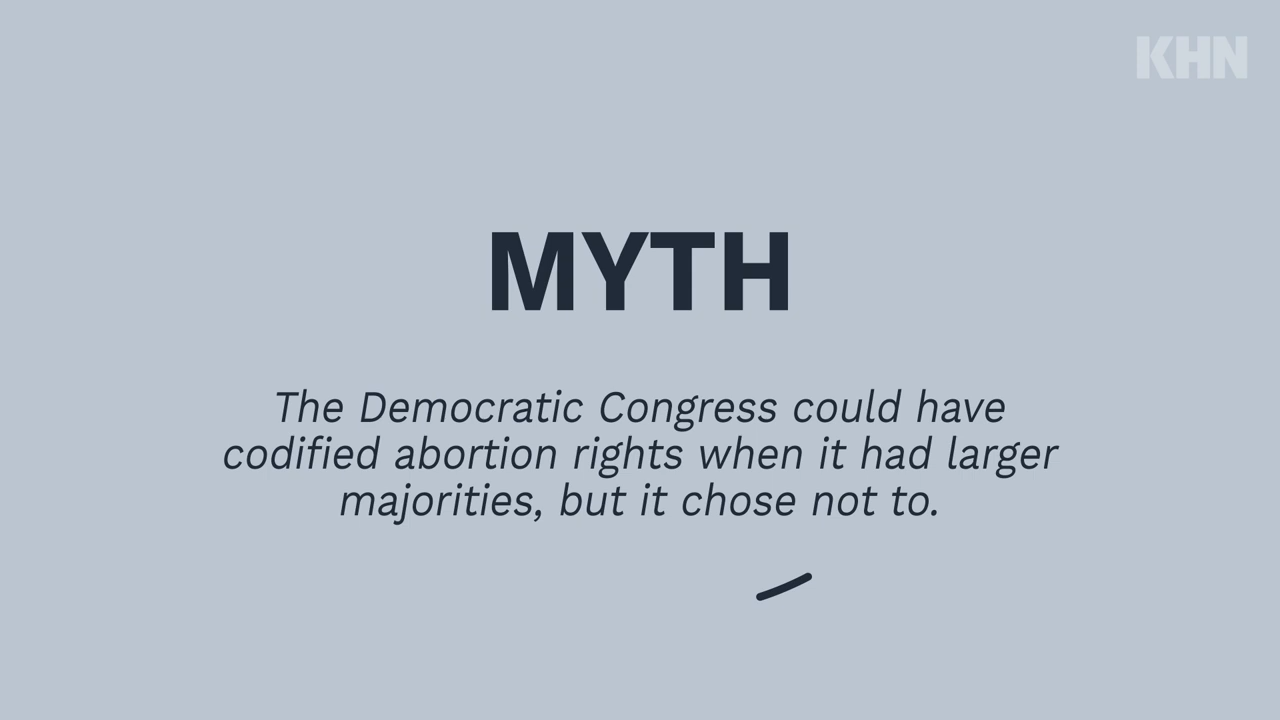 KHN
MYTH
The Democratic Congress could have
codified abortion rights when it had larger
majorities, but it chose not to.